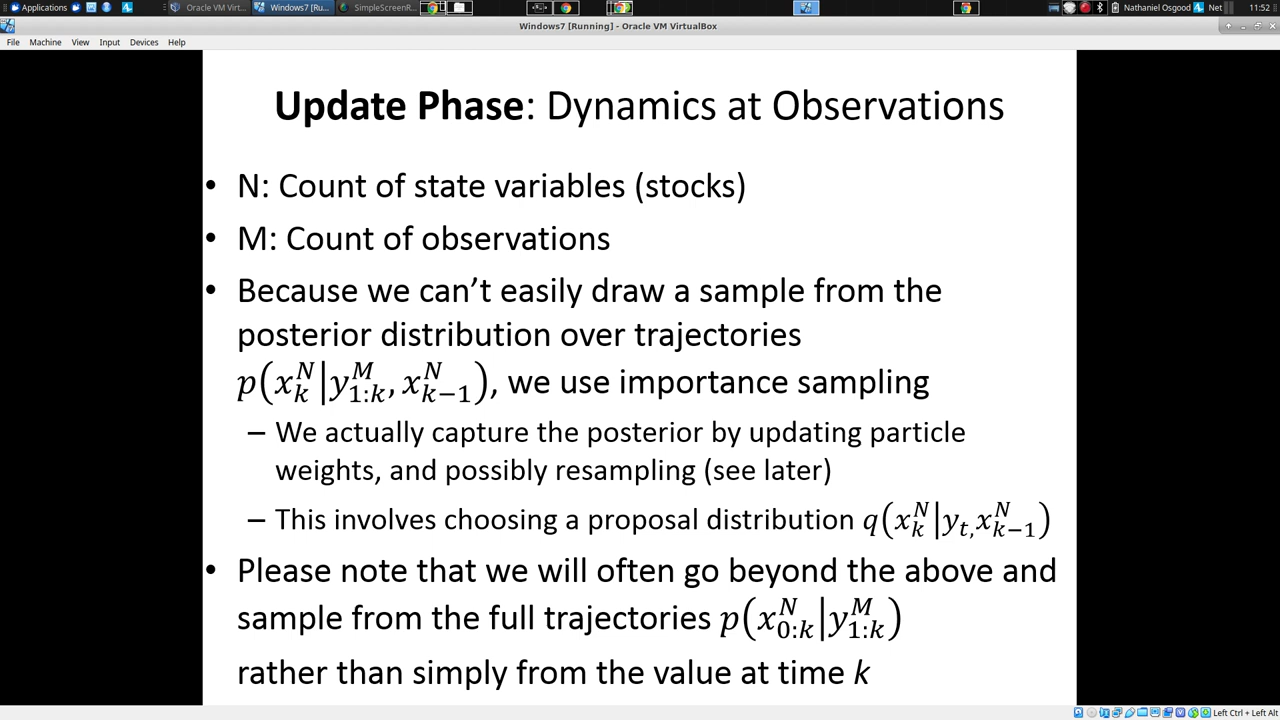 Applications
Oracle VM Virt...
Windows7 [Ru...
SimpleScreenR...
Nathaniel Osgood
Net
11:52
Windows7 [Running] - Oracle VM VirtualBox
File Machine View Input Devices Help
Update Phase: Dynamics at Observations
• N: Count of state variables (stocks)
• M: Count of observations
• Because we can’t easily draw a sample from the
posterior distribution over trajectories
p(x_k^N|y_{1:k}^M, x_{k−1}^N), we use importance sampling
– We actually capture the posterior by updating particle
weights, and possibly resampling (see later)
– This involves choosing a proposal distribution q(x_k^N|y_{t,}x_{k−1}^N)
• Please note that we will often go beyond the above and
sample from the full trajectories p(x_{0:k}^N|y_{1:k}^M)
rather than simply from the value at time k
Left Ctrl + Left Alt